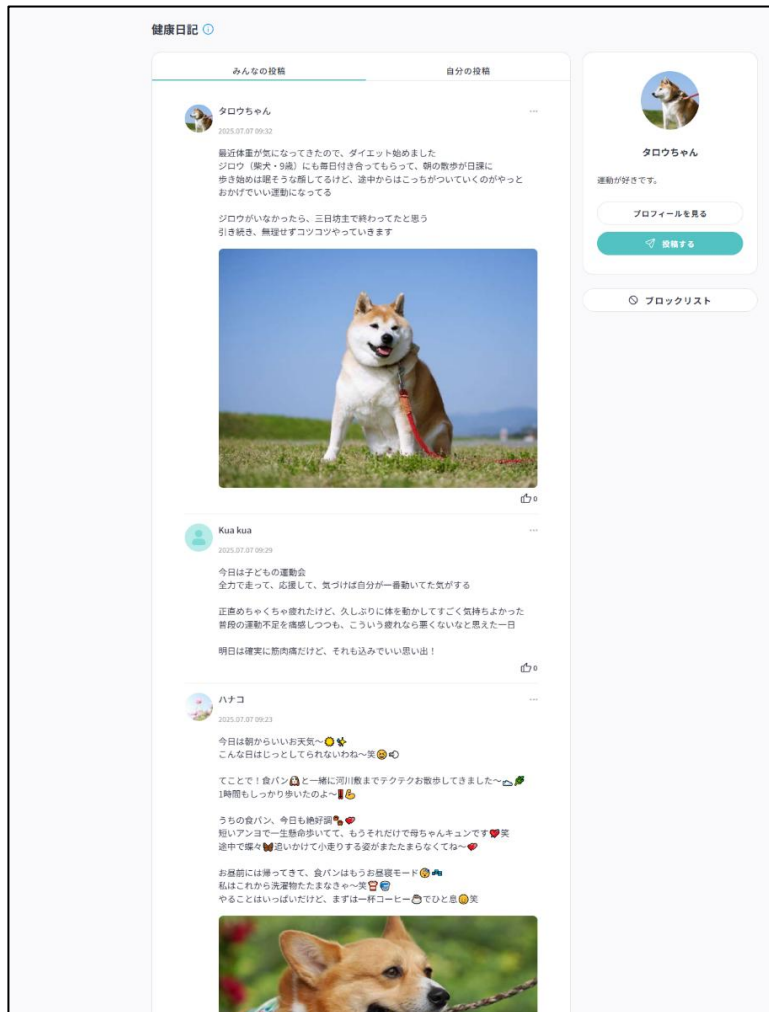 健康日記
みんなの投稿
自分の投稿
タロウちゃん
2025.07.07 09:32
最近体重が気になってきたので、ダイエット始めました
ジロウ（柴犬・9歳）にも毎日付き合ってもらって、朝の散歩が日課に
歩き始めは眠そうな顔してるけど、途中からはこっちがついていくのがやっと
おかげでいい運動になってる
ジロウがいなかったら、三日坊主で終わってたと思う
引き続き、無理せずコツコツやっていきます
0
Kua kua
2025.07.07 09:29
今日は子どもの運動会
全力で走って、応援して、気づけば自分が一番動いてた気がする
正直めちゃくちゃ疲れたけど、久しぶりに体を動かしてすごく気持ちよかった
普段の運動不足を痛感しつつも、こういう疲れなら悪くないなと思えた一日
明日は確実に筋肉痛だけど、それも込みでいい思い出！
0
ハナコ
2025.07.07 09:23
今日は朝からいいお天気～
こんな日はじっとしてられないわね～笑
てことで！食パンと一緒に河川敷までテクテクお散歩してきました～
1時間もしっかり歩いたのよ～
うちの食パン、今日も絶好調
短いアンヨで一生懸命歩いてて、もうそれだけで母ちゃんキュンです笑
途中で蝶々追いかけて小走りする姿がまたたまらなくてね～
お昼前には帰ってきて、食パンはもうお昼寝モード
私はこれから洗濯物たたまなきゃ～笑
やることはいっぱいだけど、まずは一杯コーヒーでひと息笑
タロウちゃん
運動が好きです。
プロフィールを見る
投稿する
ブロックリスト